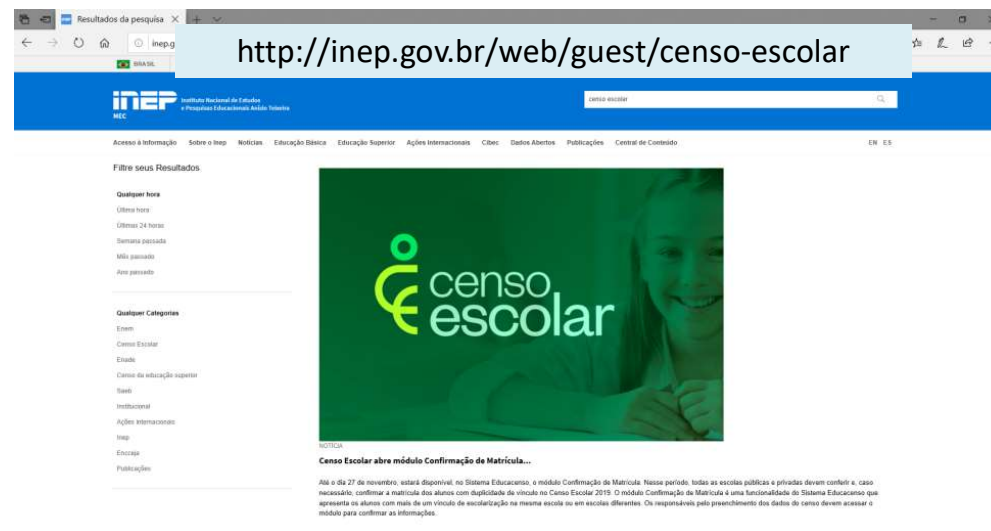 Resultados da pesquisa
inep.g
http://inep.gov.br/web/guest/censo-escolar
BRASIL
inep
Instituto Nacional de Estudos
e Pesquisas Educacionais Anísio Teixeira
MEC
censo escolar
Acesso à Informação Sobre o Inep Notícias Educação Básica Educação Superior Ações Internacionais Cibec Dados Abertos Publicações Central de Conteúdo EN ES
Filtre seus Resultados
Qualquer hora
Última hora
Últimas 24 horas
Semana passada
Mês passado
Ano passado
Qualquer Categorias
Enem
Censo Escolar
Enade
Censo da educação superior
Saeb
Institucional
Ações internacionais
Inep
Encceja
Publicações
censo
escolar
NOTÍCIA
Censo Escolar abre módulo Confirmação de Matrícula...
Até o dia 27 de novembro, estará disponível, no Sistema Educacenso, o módulo Confirmação de Matrícula. Nesse período, todas as escolas públicas e privadas devem conferir e, caso
necessário, confirmar a matrícula dos alunos com duplicidade de vínculo no Censo Escolar 2019. O módulo Confirmação de Matrícula é uma funcionalidade do Sistema Educacenso que
apresenta os alunos com mais de um vínculo de escolarização na mesma escola ou em escolas diferentes. Os responsáveis pelo preenchimento dos dados do censo devem acessar o
módulo para confirmar as informações.